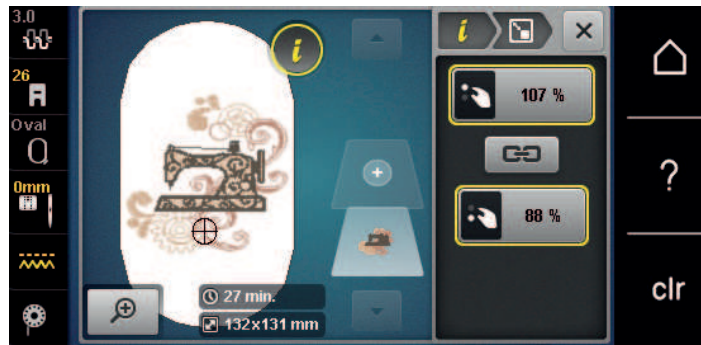 3.0
26
Oval
0mm
i
27 min.
132x131 mm
i
107 %
88 %
?
clr